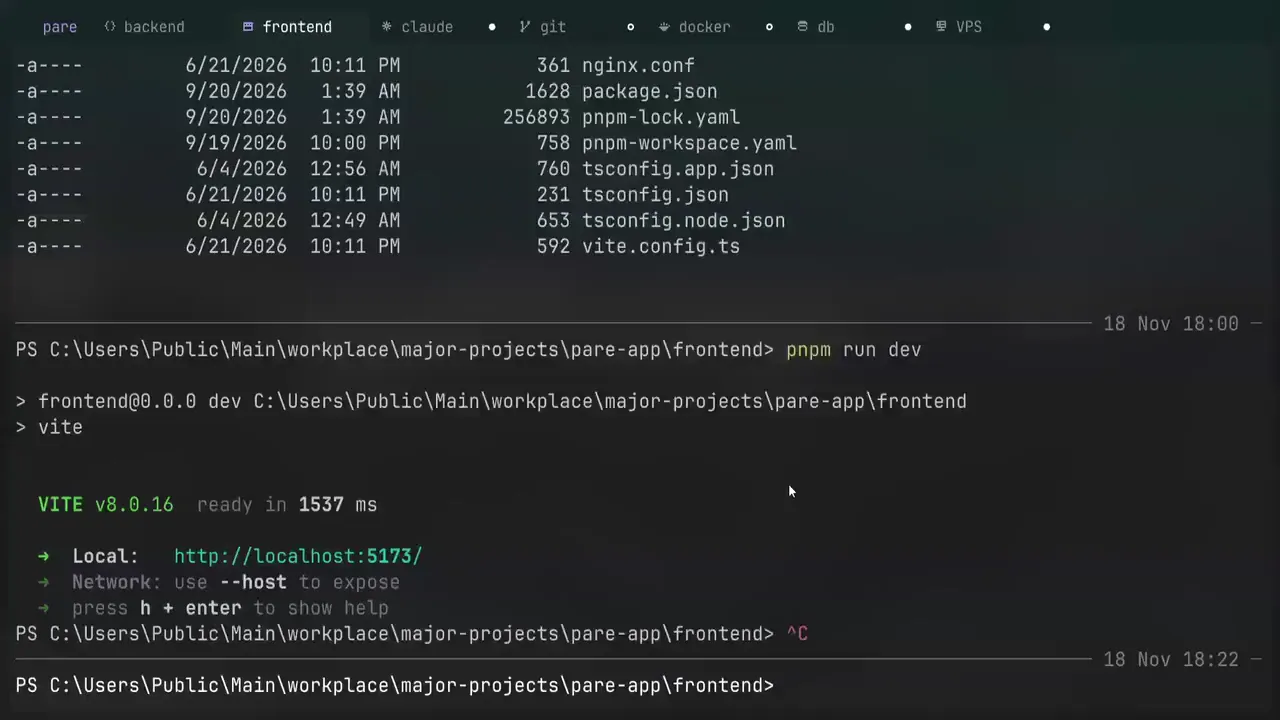 pare backend frontend claude git docker db VPS
-a---- 6/21/2026 10:11 PM 361 nginx.conf
-a---- 9/20/2026 1:39 AM 1628 package.json
-a---- 9/20/2026 1:39 AM 256893 pnpm-lock.yaml
-a---- 9/19/2026 10:00 PM 758 pnpm-workspace.yaml
-a---- 6/4/2026 12:56 AM 760 tsconfig.app.json
-a---- 6/21/2026 10:11 PM 231 tsconfig.json
-a---- 6/4/2026 12:49 AM 653 tsconfig.node.json
-a---- 6/21/2026 10:11 PM 592 vite.config.ts
18 Nov 18:00
PS C:\Users\Public\Main\workplace\major-projects\pare-app\frontend> pnpm run dev
> frontend@0.0.0 dev C:\Users\Public\Main\workplace\major-projects\pare-app\frontend
> vite
VITE v8.0.16 ready in 1537 ms
➜ Local: http://localhost:5173/
➜ Network: use --host to expose
➜ press h + enter to show help
PS C:\Users\Public\Main\workplace\major-projects\pare-app\frontend> ^C
18 Nov 18:22
PS C:\Users\Public\Main\workplace\major-projects\pare-app\frontend>